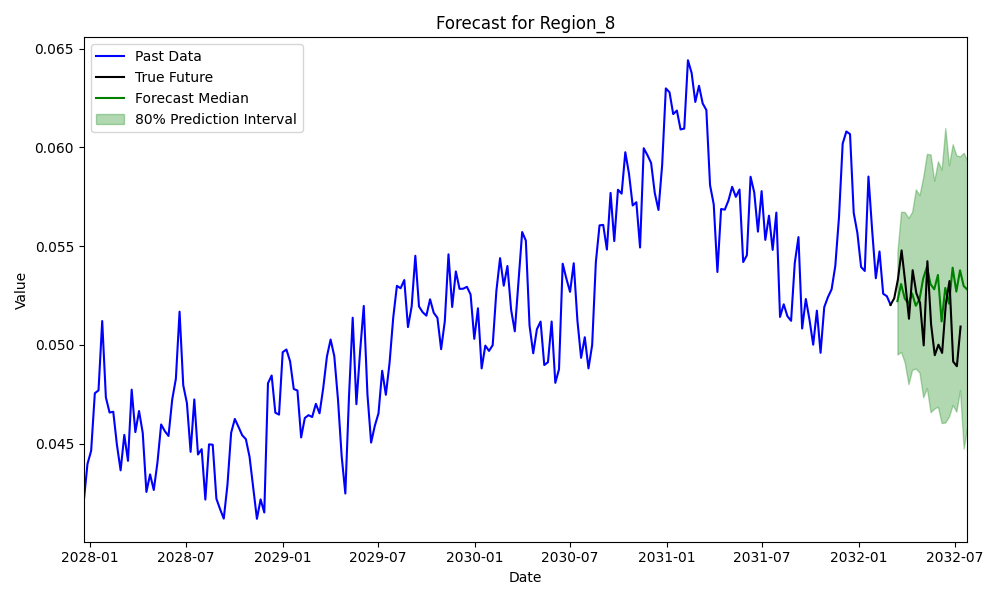 Forecast for Region_8
Past Data
True Future
Forecast Median
80% Prediction Interval
Value
0.065
0.060
0.055
0.050
0.045
2028-01 2028-07 2029-01 2029-07 2030-01 2030-07 2031-01 2031-07 2032-01 2032-07
Date